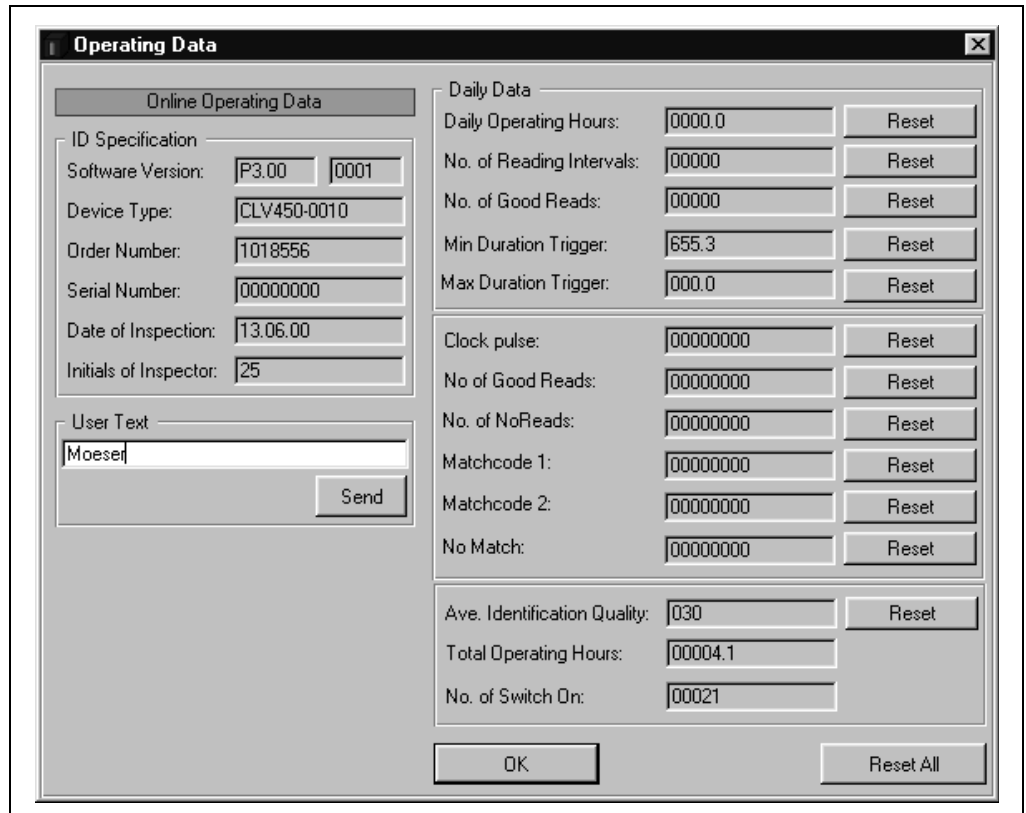 Operating Data
Online Operating Data
ID Specification
Software Version: P3.00 0001
Device Type: CLV450-0010
Order Number: 1018556
Serial Number: 00000000
Date of Inspection: 13.06.00
Initials of Inspector: 25
User Text
Moeser
Send
Daily Data
Daily Operating Hours: 0000.0 Reset
No. of Reading Intervals: 00000 Reset
No. of Good Reads: 00000 Reset
Min Duration Trigger: 655.3 Reset
Max Duration Trigger: 000.0 Reset
Clock pulse: 00000000 Reset
No of Good Reads: 00000000 Reset
No. of NoReads: 00000000 Reset
Matchcode 1: 00000000 Reset
Matchcode 2: 00000000 Reset
No Match: 00000000 Reset
Ave. Identification Quality: 030 Reset
Total Operating Hours: 00004.1
No. of Switch On: 00021
OK Reset All